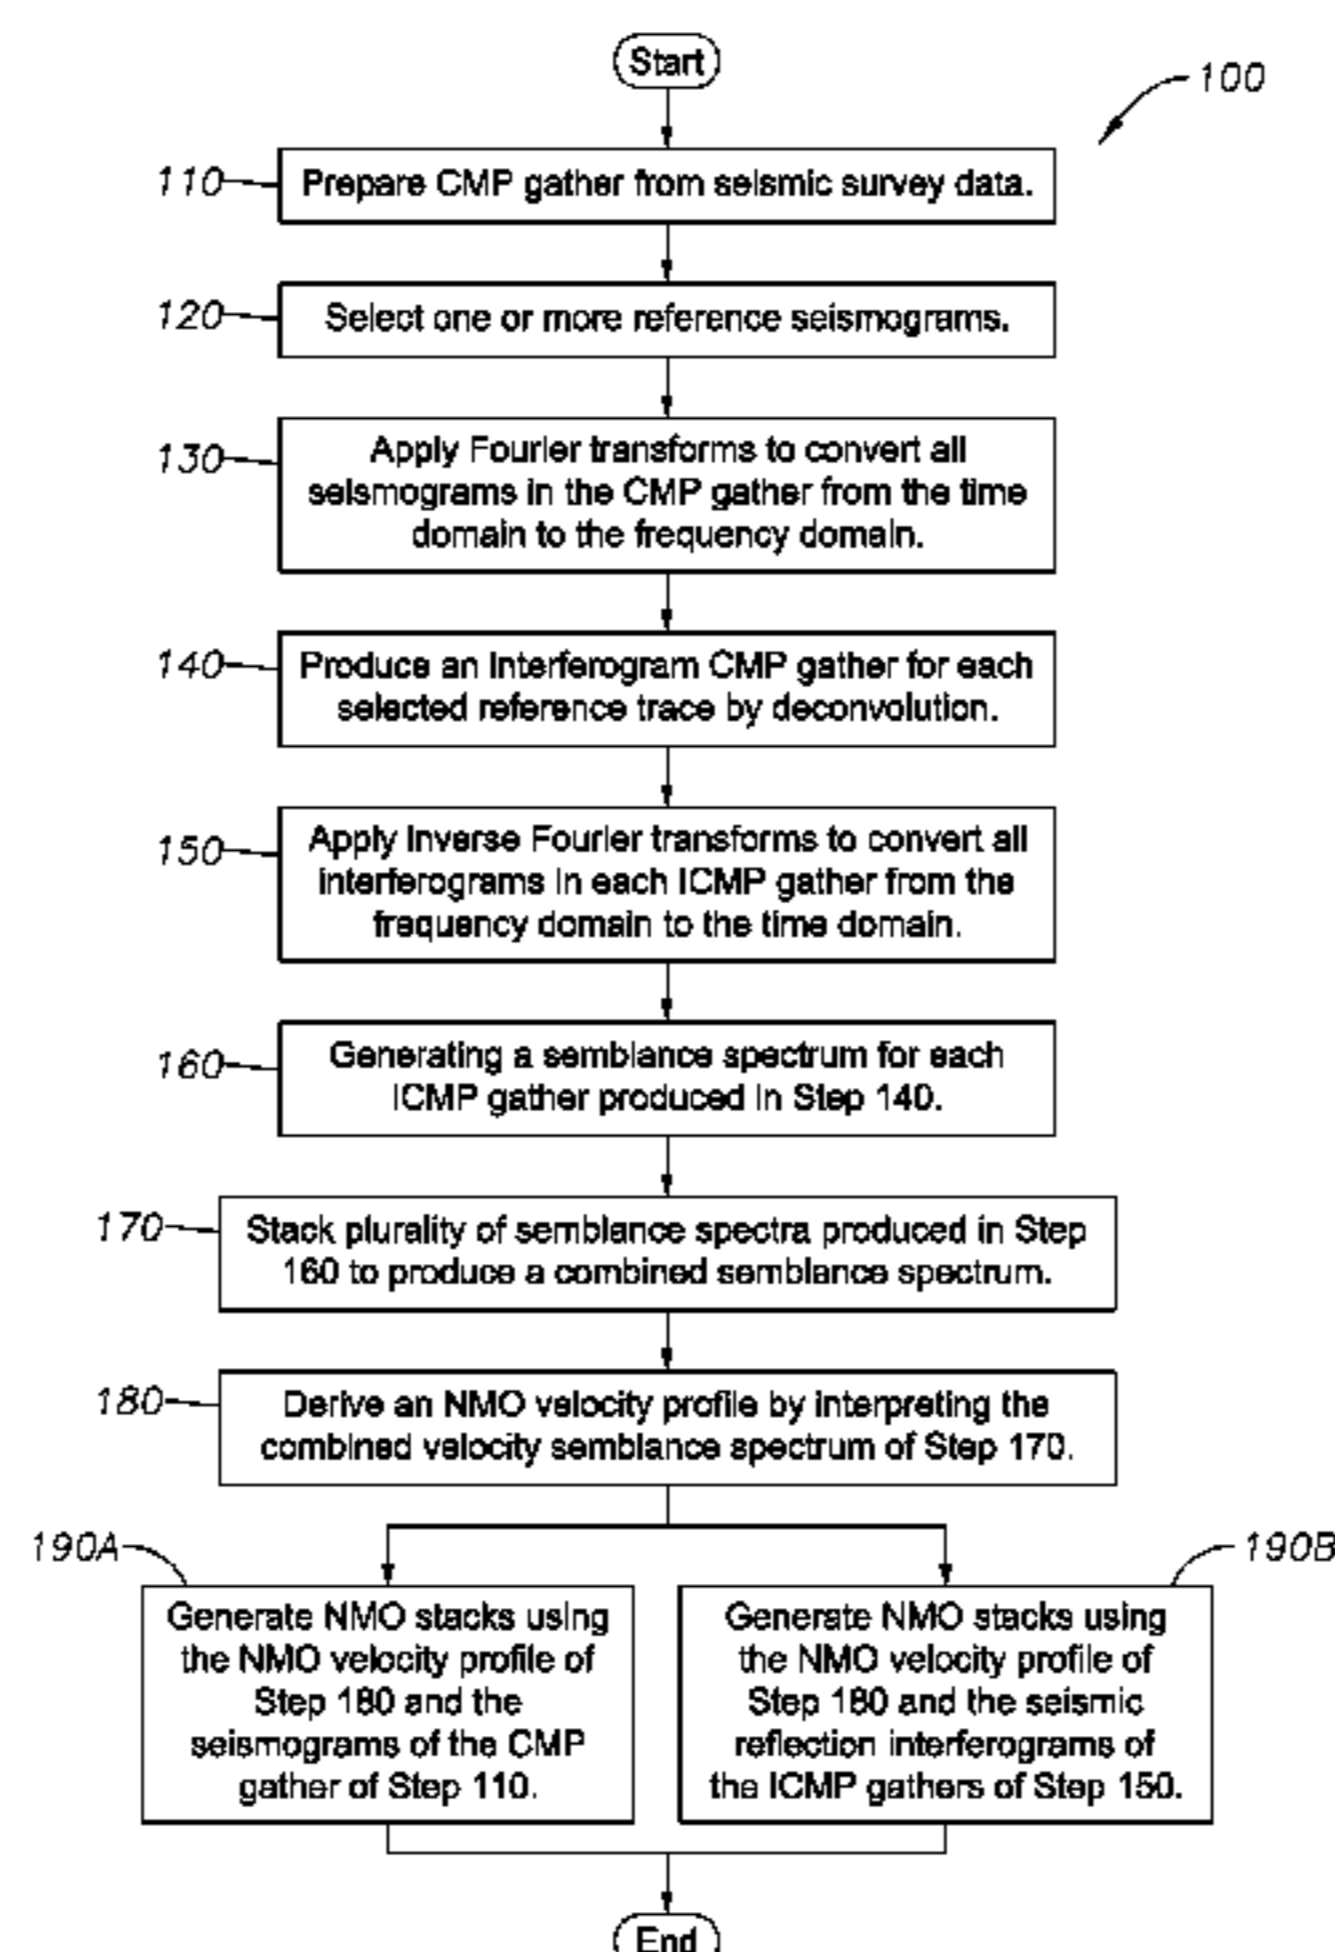 Start
100
110
Prepare CMP gather from seismic survey data.
120
Select one or more reference seismograms.
130
Apply Fourier transforms to convert all
seismograms in the CMP gather from the time
domain to the frequency domain.
140
Produce an Interferogram CMP gather for each
selected reference trace by deconvolution.
150
Apply Inverse Fourier transforms to convert all
interferograms in each ICMP gather from the
frequency domain to the time domain.
160
Generating a semblance spectrum for each
ICMP gather produced in Step 140.
170
Stack plurality of semblance spectra produced in Step
160 to produce a combined semblance spectrum.
180
Derive an NMO velocity profile by interpreting the
combined velocity semblance spectrum of Step 170.
190A
Generate NMO stacks using
the NMO velocity profile of
Step 180 and the
seismograms of the CMP
gather of Step 110.
190B
Generate NMO stacks using
the NMO velocity profile of
Step 180 and the seismic
reflection interferograms of
the ICMP gathers of Step 150.
End